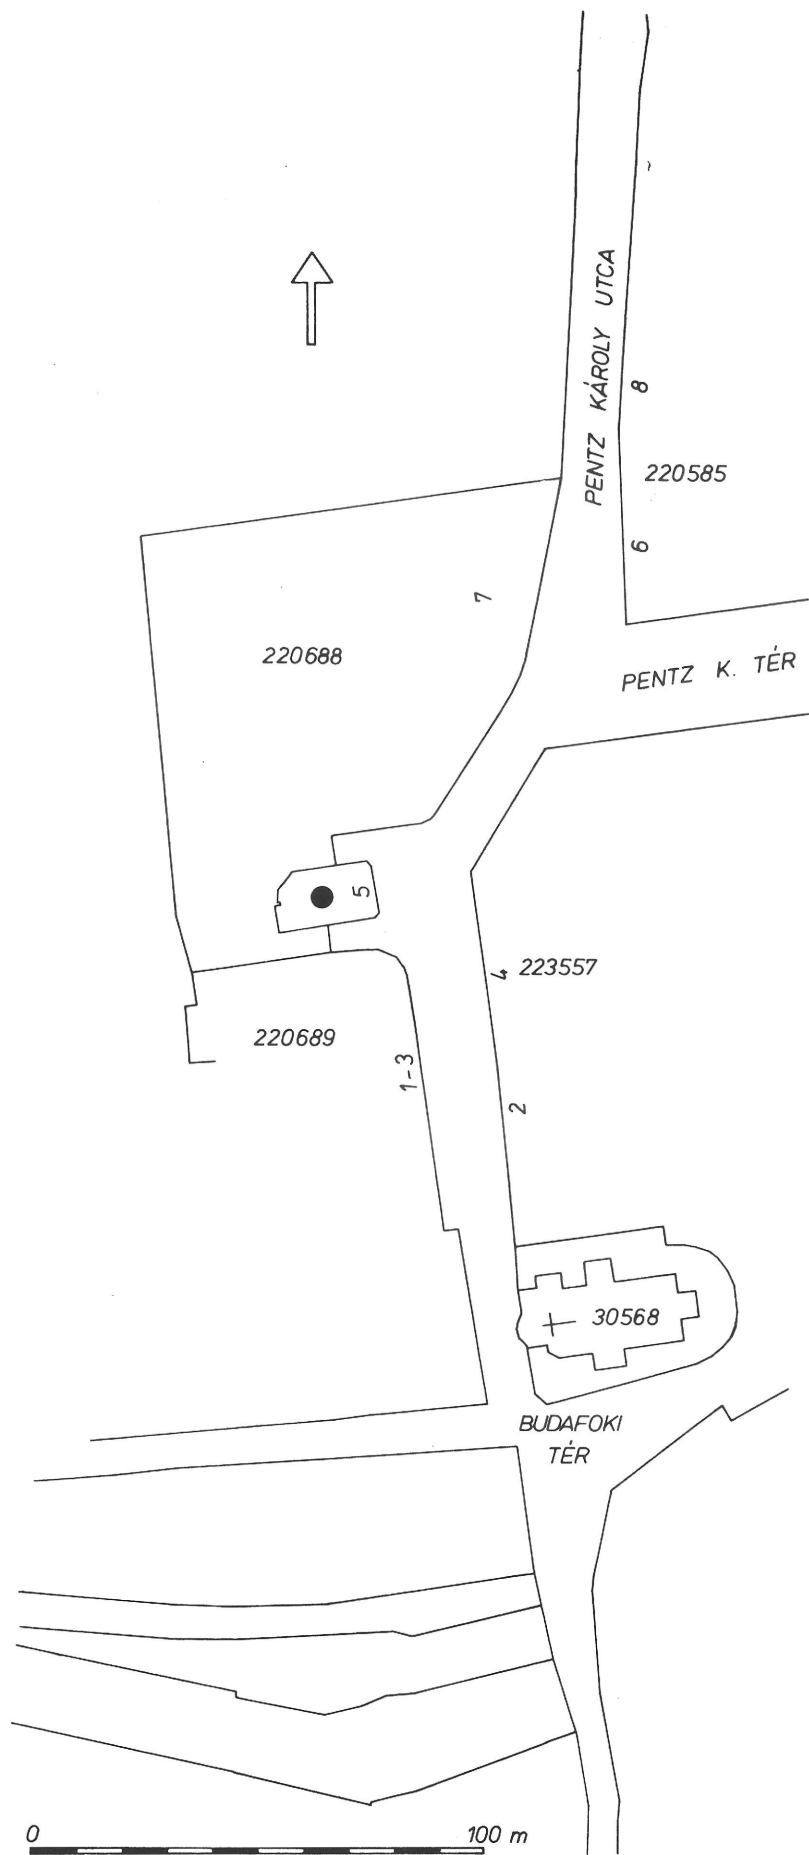 PENTZ KÁROLY UTCA
8
220585
6
7
220688
PENTZ K. TÉR
5
4
223557
220689
1-3
2
30568
BUDAFOKI
TÉR
0
100 m